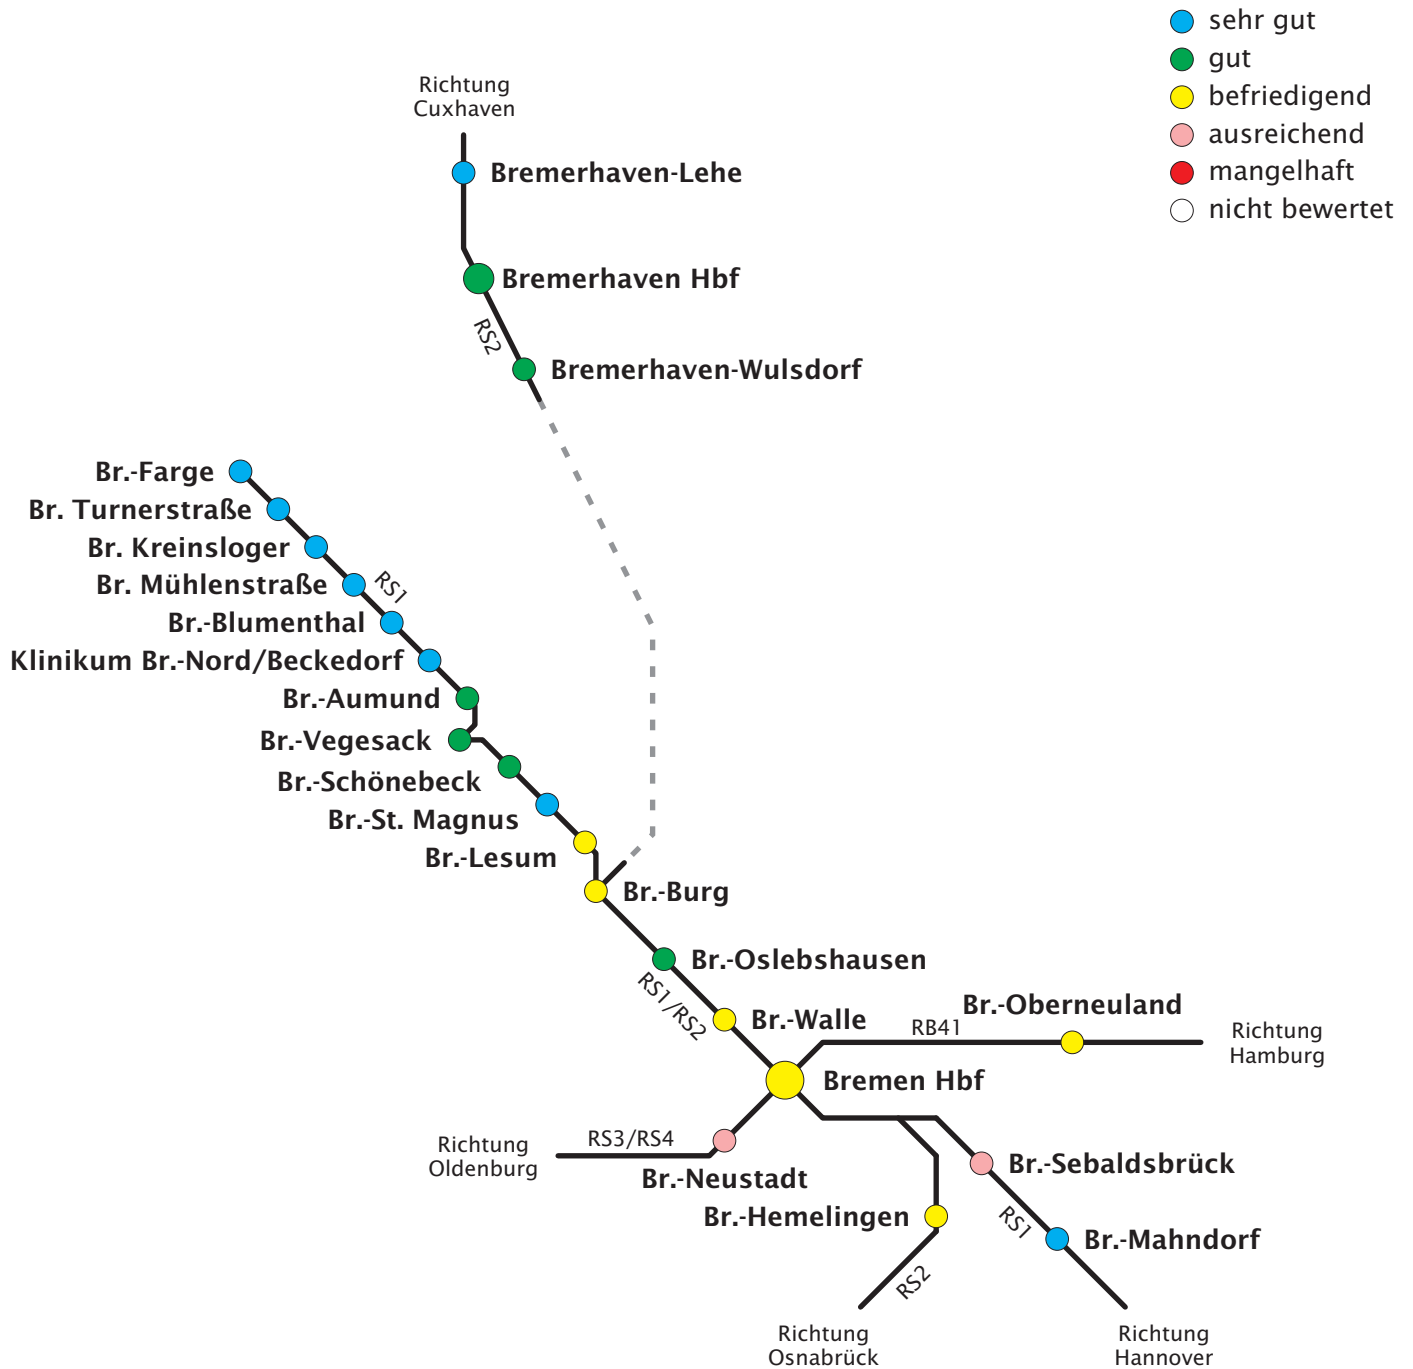 sehr gut
gut
befriedigend
ausreichend
mangelhaft
nicht bewertet
Richtung
Cuxhaven
Bremerhaven-Lehe
Bremerhaven Hbf
RS2
Bremerhaven-Wulsdorf
Br.-Farge
Br. Turnerstraße
Br. Kreinsloger
Br. Mühlenstraße
RS1
Br.-Blumenthal
Klinikum Br.-Nord/Beckedorf
Br.-Aumund
Br.-Vegesack
Br.-Schönebeck
Br.-St. Magnus
Br.-Lesum
Br.-Burg
Br.-Oslebshausen
RS1/RS2
Br.-Walle
Br.-Oberneuland
RB41
Richtung
Hamburg
Bremen Hbf
Richtung
Oldenburg
RS3/RS4
Br.-Neustadt
Br.-Sebaldsbrück
Br.-Hemelingen
RS1
Br.-Mahndorf
RS2
Richtung
Osnabrück
Richtung
Hannover